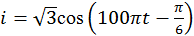 i = √3cos (100πt − π/6)